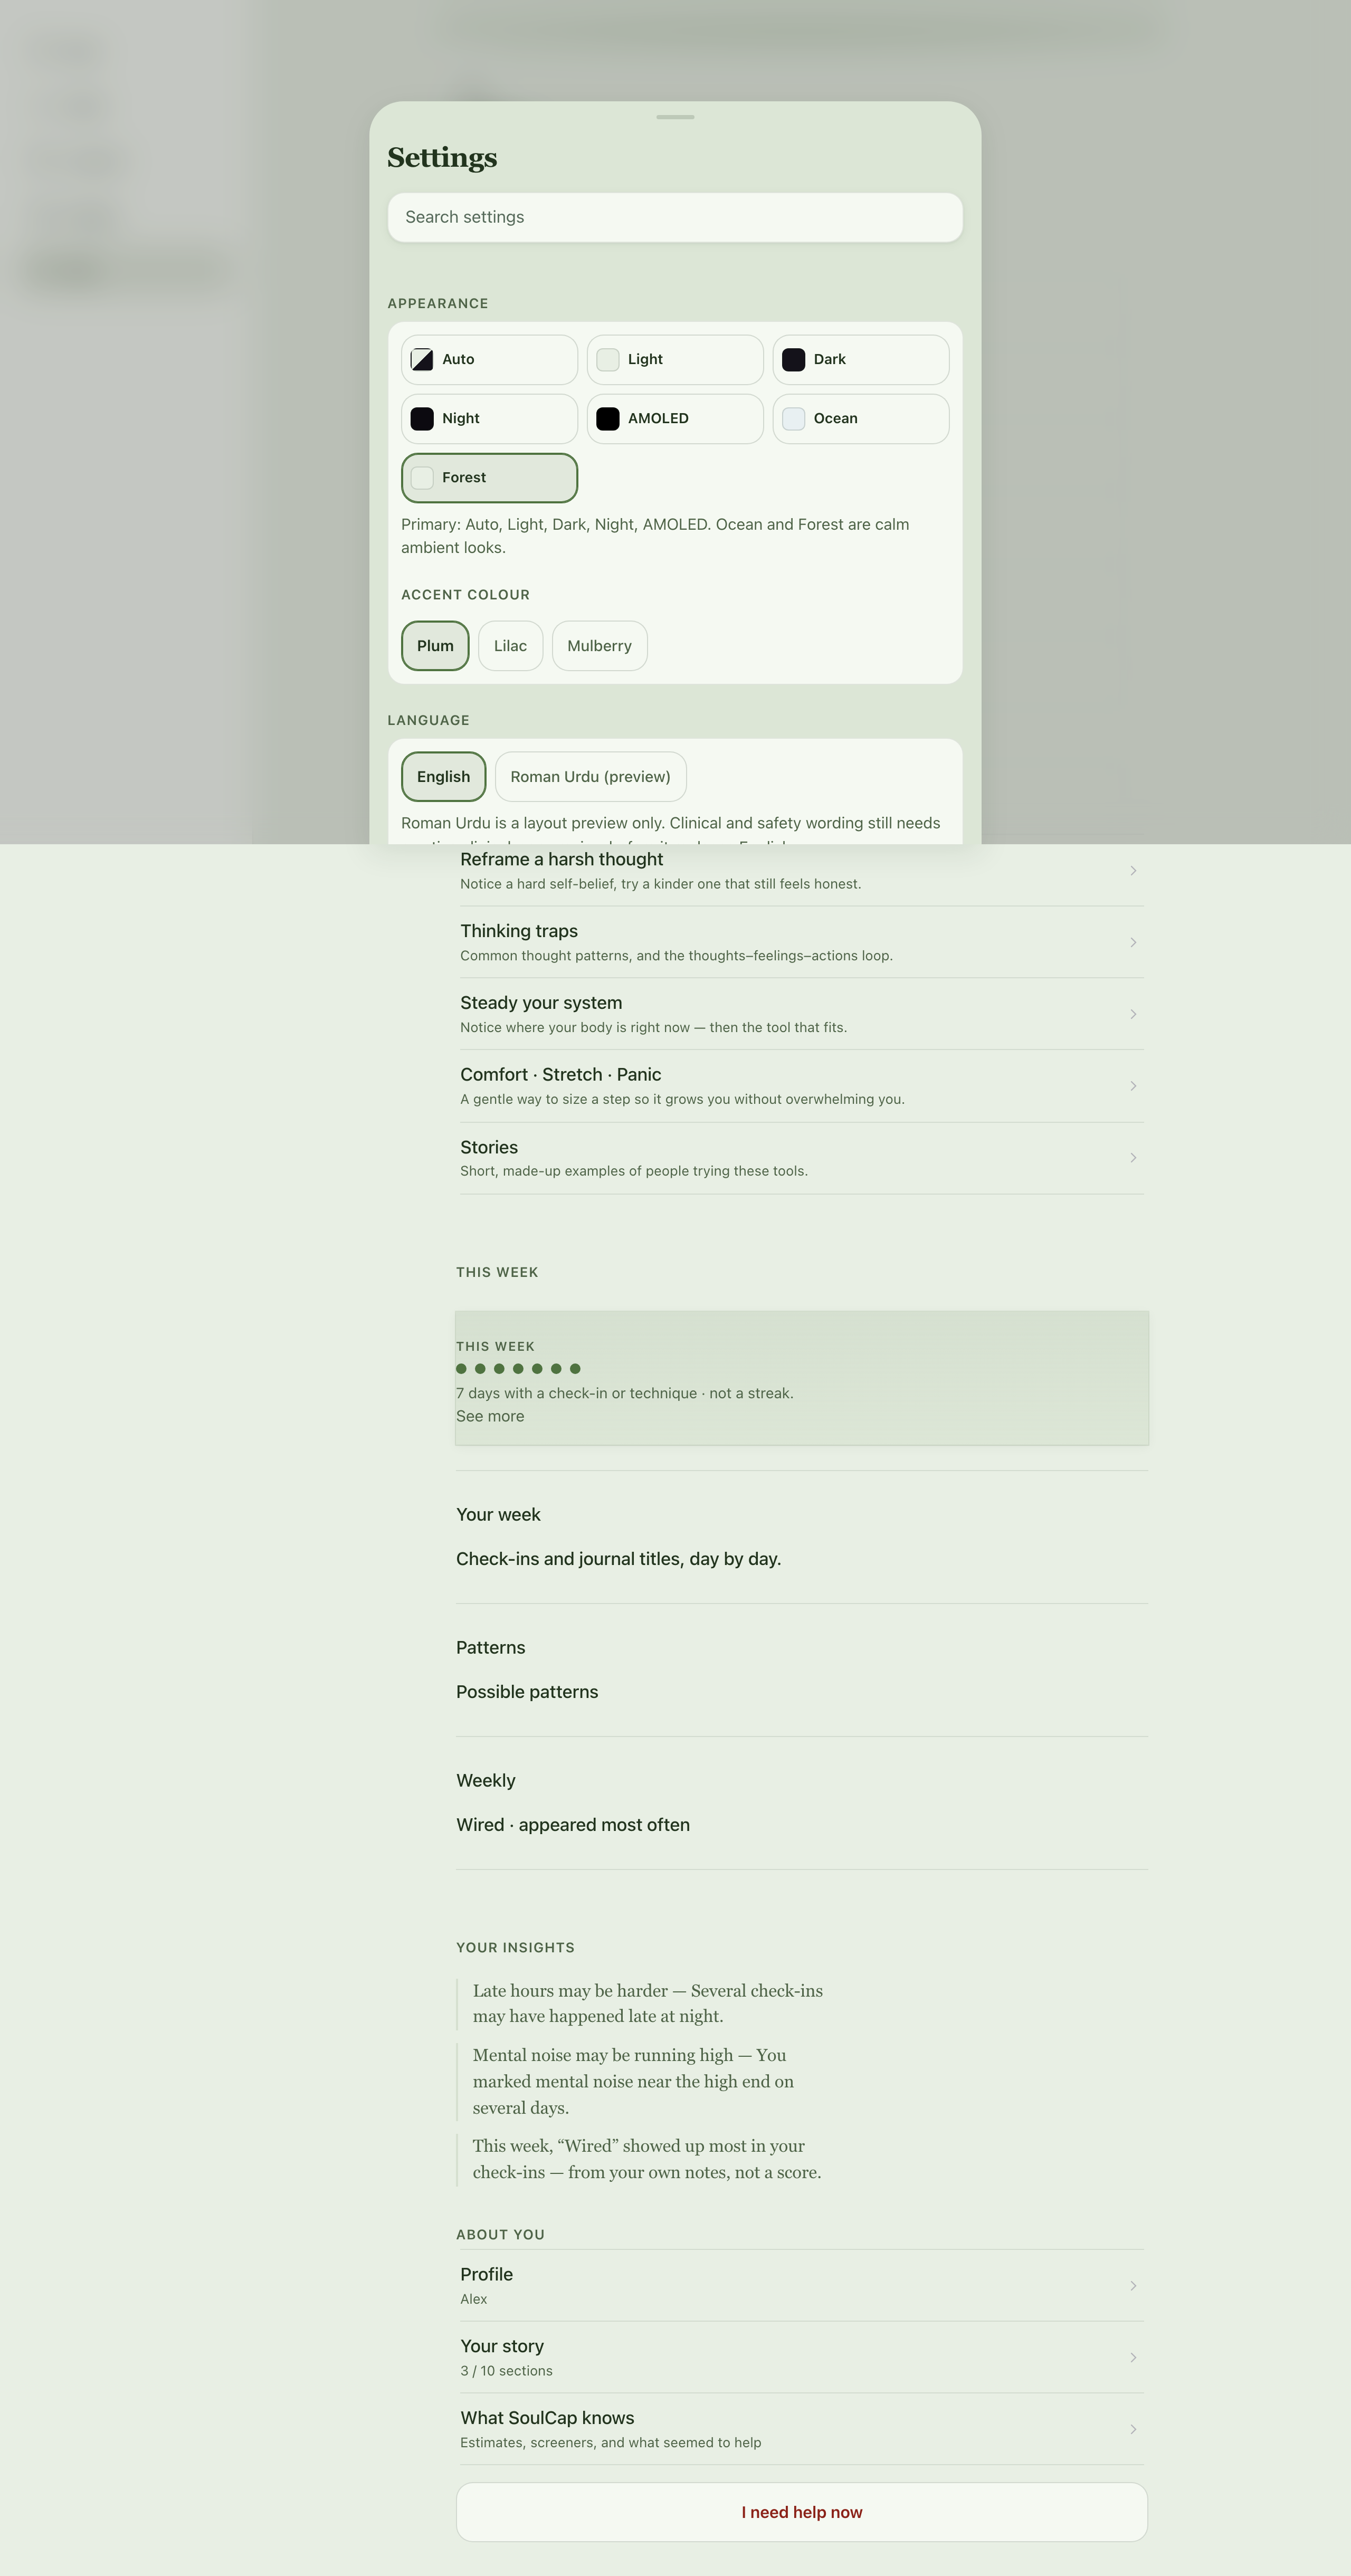 Settings
Search settings
APPEARANCE
Auto
Light
Dark
Night
AMOLED
Ocean
Forest
Primary: Auto, Light, Dark, Night, AMOLED. Ocean and Forest are calm
ambient looks.
ACCENT COLOUR
Plum
Lilac
Mulberry
LANGUAGE
English
Roman Urdu (preview)
Roman Urdu is a layout preview only. Clinical and safety wording still needs
Reframe a harsh thought
Notice a hard self-belief, try a kinder one that still feels honest.
Thinking traps
Common thought patterns, and the thoughts–feelings–actions loop.
Steady your system
Notice where your body is right now — then the tool that fits.
Comfort · Stretch · Panic
A gentle way to size a step so it grows you without overwhelming you.
Stories
Short, made-up examples of people trying these tools.
THIS WEEK
THIS WEEK
7 days with a check-in or technique · not a streak.
See more
Your week
Check-ins and journal titles, day by day.
Patterns
Possible patterns
Weekly
Wired · appeared most often
YOUR INSIGHTS
Late hours may be harder — Several check-ins
may have happened late at night.
Mental noise may be running high — You
marked mental noise near the high end on
several days.
This week, “Wired” showed up most in your
check-ins — from your own notes, not a score.
ABOUT YOU
Profile
Alex
Your story
3 / 10 sections
What SoulCap knows
Estimates, screeners, and what seemed to help
I need help now